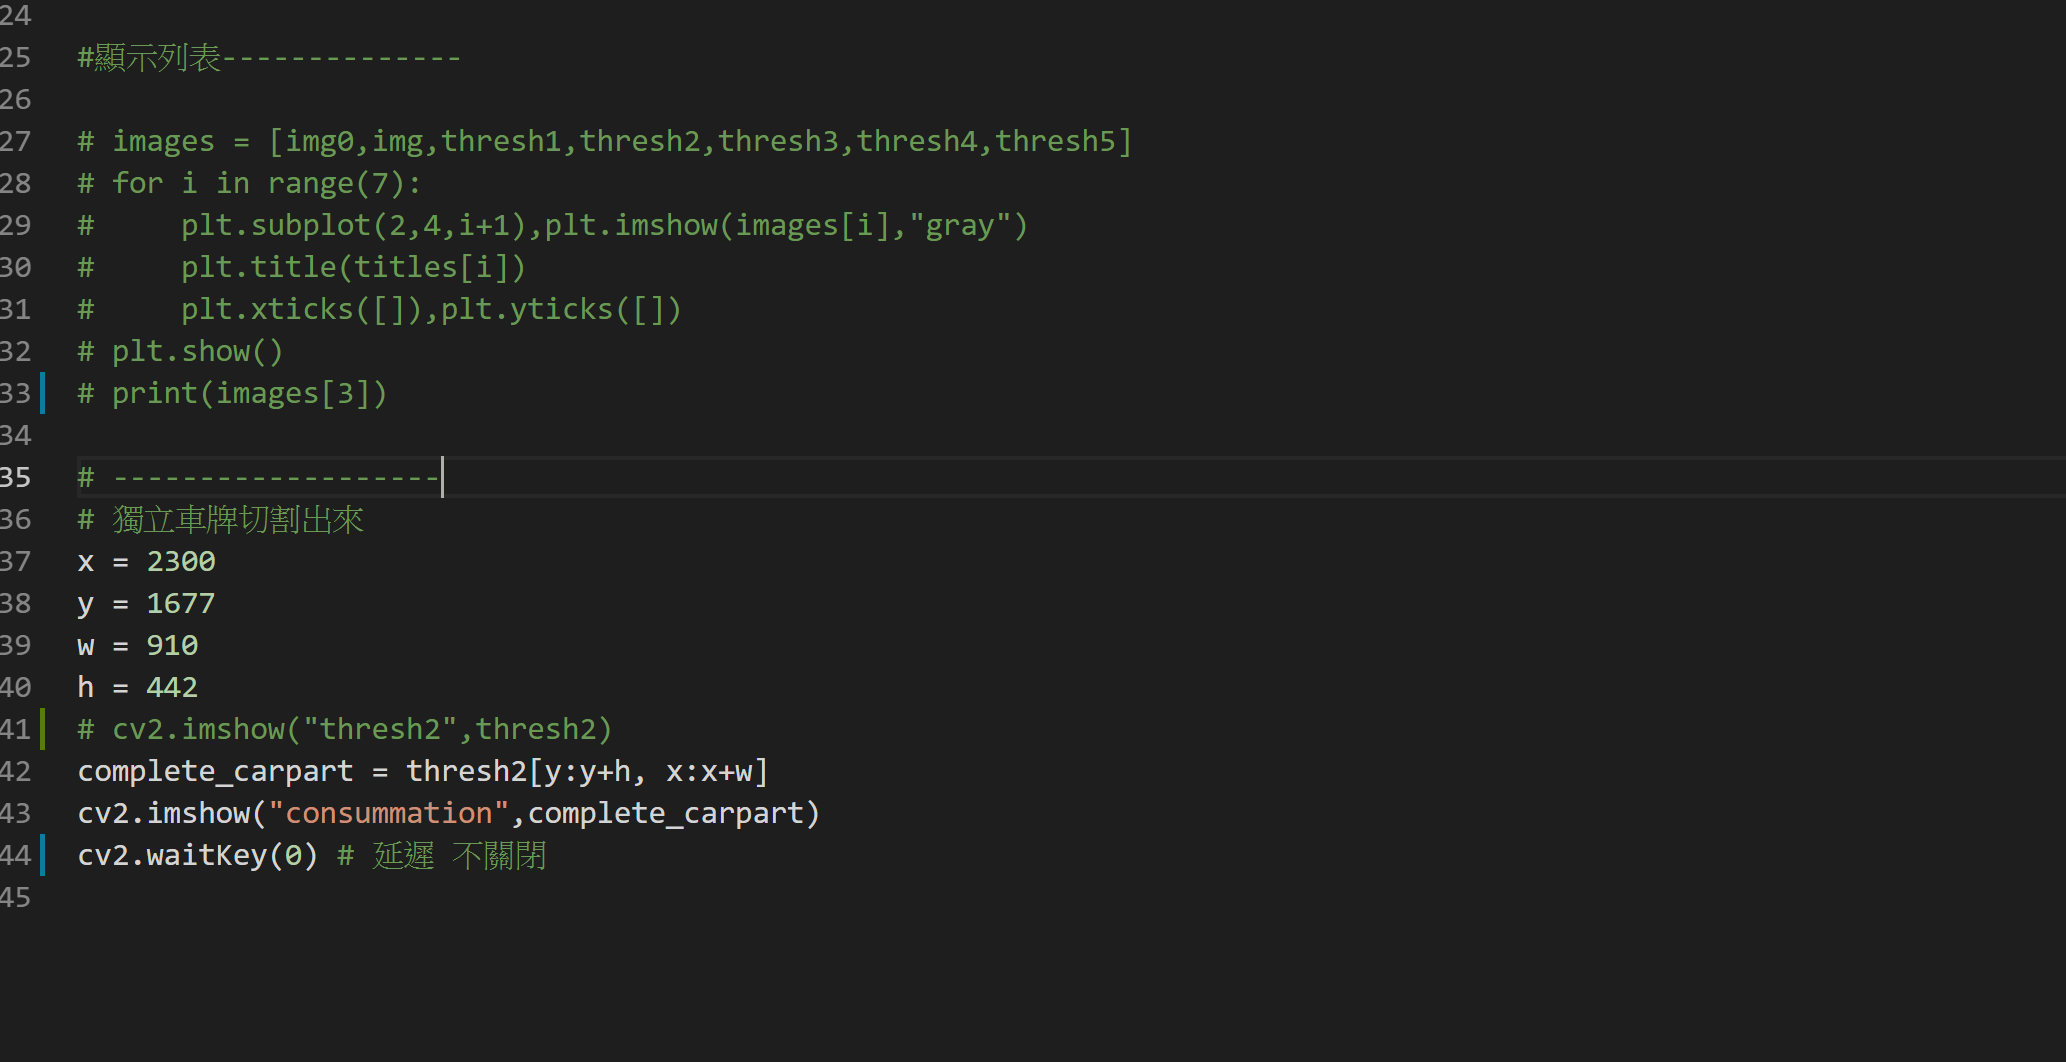 24
25 #顯示列表--------------
26
27 # images = [img0,img,thresh1,thresh2,thresh3,thresh4,thresh5]
28 # for i in range(7):
29 #     plt.subplot(2,4,i+1),plt.imshow(images[i],"gray")
30 #     plt.title(titles[i])
31 #     plt.xticks([]),plt.yticks([])
32 # plt.show()
33 # print(images[3])
34
35 # -------------------
36 # 獨立車牌切割出來
37 x = 2300
38 y = 1677
39 w = 910
40 h = 442
41 # cv2.imshow("thresh2",thresh2)
42 complete_carpart = thresh2[y:y+h, x:x+w]
43 cv2.imshow("consummation",complete_carpart)
44 cv2.waitKey(0) # 延遲 不關閉
45